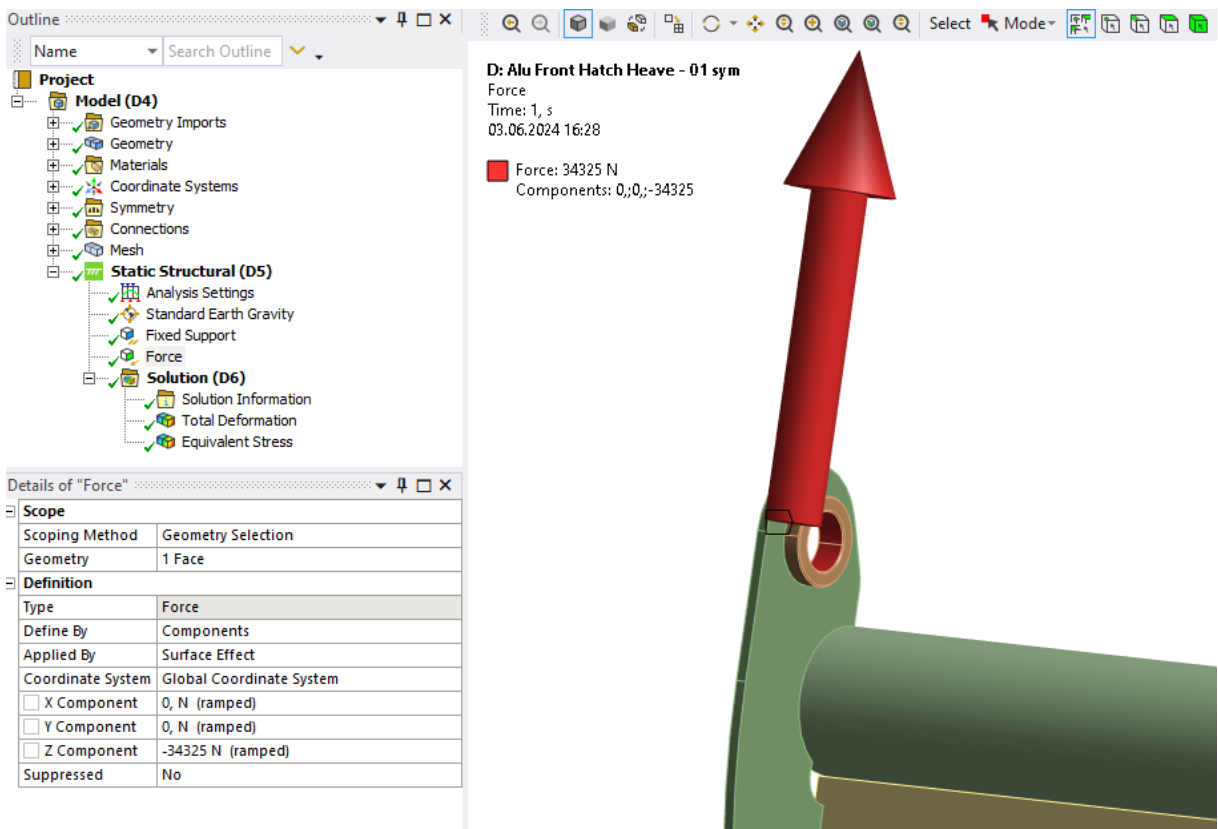 Outline
Name
Search Outline
Project
Model (D4)
Geometry Imports
Geometry
Materials
Coordinate Systems
Symmetry
Connections
Mesh
Static Structural (D5)
Analysis Settings
Standard Earth Gravity
Fixed Support
Force
Solution (D6)
Solution Information
Total Deformation
Equivalent Stress
Details of "Force"
Scope
Scoping Method Geometry Selection
Geometry 1 Face
Definition
Type Force
Define By Components
Applied By Surface Effect
Coordinate System Global Coordinate System
X Component 0, N (ramped)
Y Component 0, N (ramped)
Z Component -34325 N (ramped)
Suppressed No
Select Mode
D: Alu Front Hatch Heave - 01 sym
Force
Time: 1, s
03.06.2024 16:28
Force: 34325 N
Components: 0,;0,;-34325